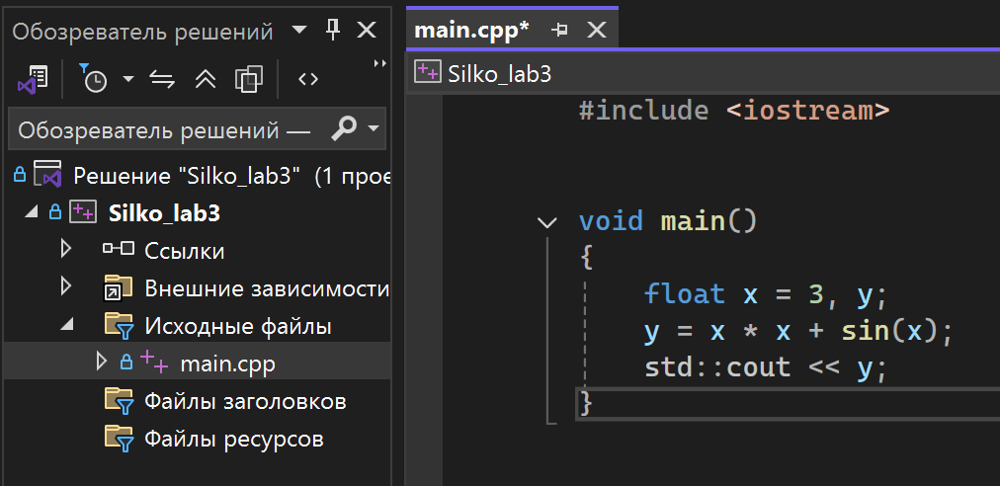 Обозреватель решений
Обозреватель решений —
Решение "Silko_lab3" (1 прое
Silko_lab3
Ссылки
Внешние зависимости
Исходные файлы
main.cpp
Файлы заголовков
Файлы ресурсов
main.cpp*
Silko_lab3
#include <iostream>
void main()
{
float x = 3, y;
y = x * x + sin(x);
std::cout << y;
}